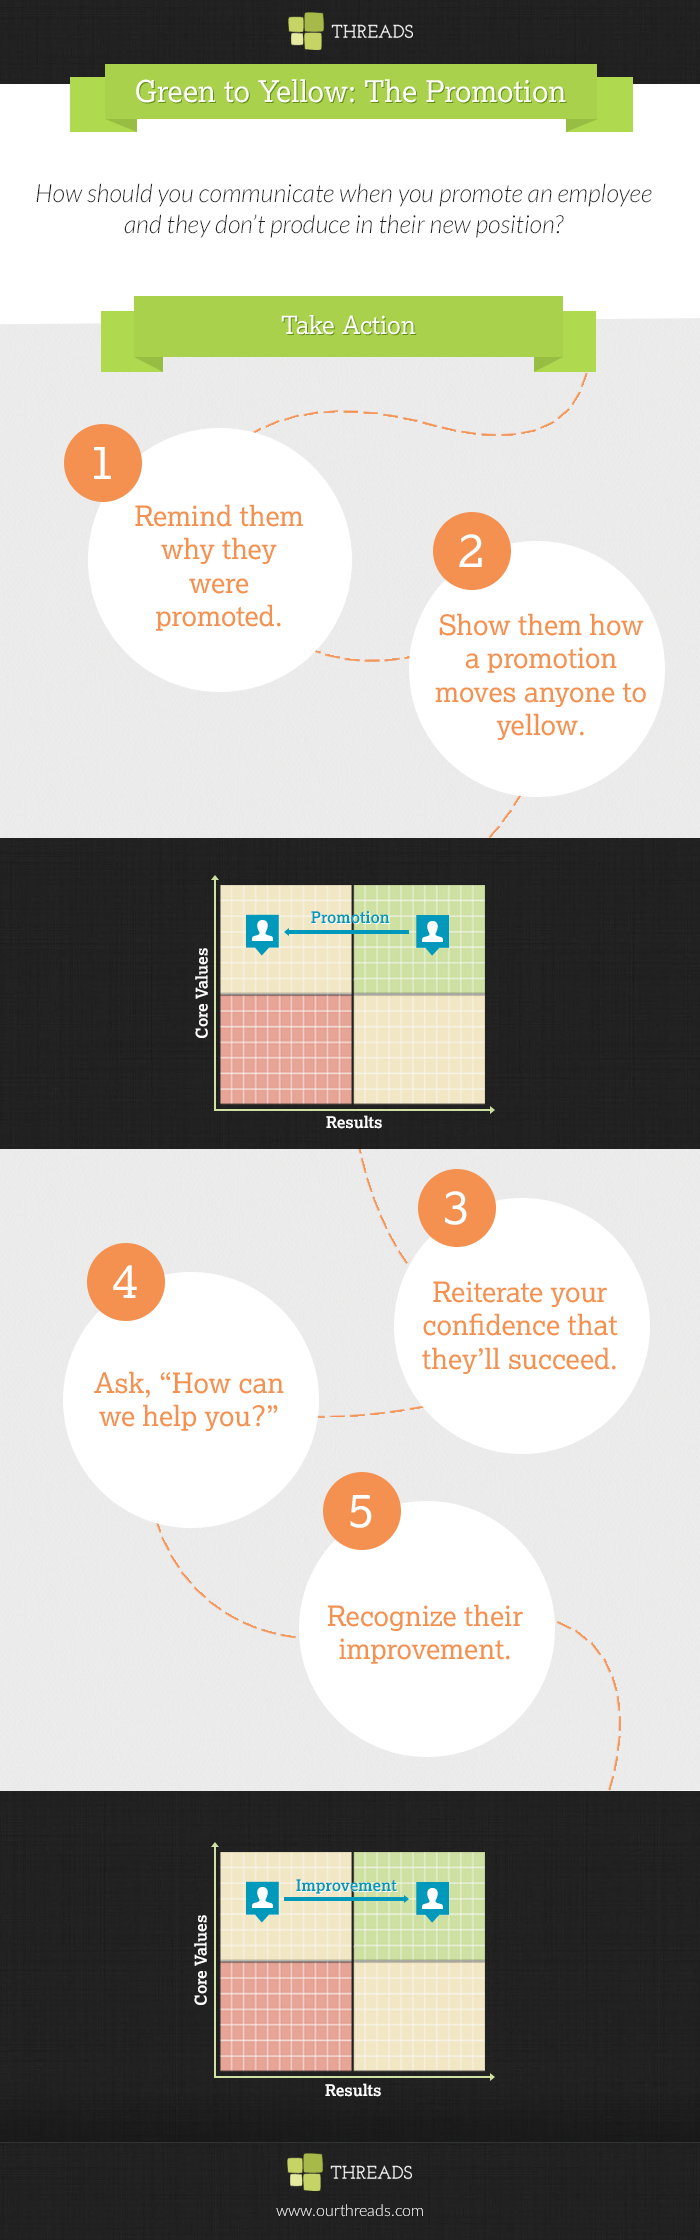 THREADS
Green to Yellow: The Promotion
How should you communicate when you promote an employee
and they don’t produce in their new position?
Take Action
1
Remind them
why they
were
promoted.
2
Show them how
a promotion
moves anyone to
yellow.
Promotion
Core Values
Results
3
Reiterate your
confidence that
they’ll succeed.
4
Ask, “How can
we help you?”
5
Recognize their
improvement.
Improvement
Core Values
Results
THREADS
www.ourthreads.com